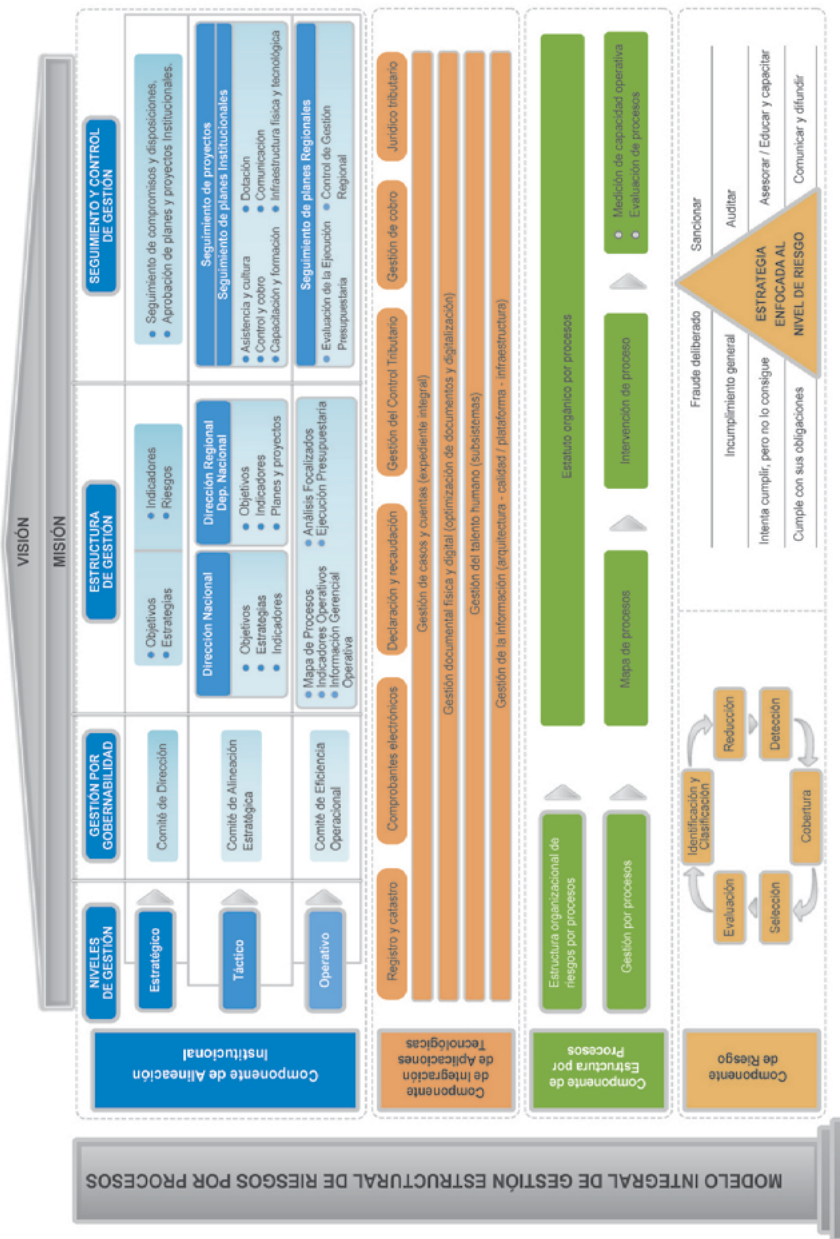 VISIÓN
MISIÓN
MODELO INTEGRAL DE GESTIÓN ESTRUCTURAL DE RIESGOS POR PROCESOS
Componente de Alineación
Institucional
NIVELES
DE GESTIÓN
GESTIÓN POR
GOBERNABILIDAD
ESTRUCTURA
DE GESTIÓN
SEGUIMIENTO Y CONTROL
DE GESTIÓN
Estratégico
Comité de Dirección
Objetivos
Estrategias
Indicadores
Riesgos
Seguimiento de compromisos y disposiciones.
Aprobación de planes y proyectos Institucionales.
Táctico
Comité de Alineación
Estratégica
Dirección Nacional
Objetivos
Estrategias
Indicadores
Dirección Regional
Dep. Nacional
Objetivos
Indicadores
Planes y proyectos
Seguimiento de proyectos
Seguimiento de planes Institucionales
Asistencia y cultura
Control y cobro
Capacitación y formación
Dotación
Comunicación
Infraestructura física y tecnológica
Operativo
Comité de Eficiencia
Operacional
Mapa de Procesos
Indicadores Operativos
Información Gerencial
Operativa
Análisis Focalizados
Ejecución Presupuestaria
Seguimiento de planes Regionales
Evaluación de la Ejecución
Presupuestaria
Control de Gestión
Regional
Componente
de Integración
de Aplicaciones
Tecnológicas
Registro y catastro
Comprobantes electrónicos
Declaración y recaudación
Gestión del Control Tributario
Gestión de cobro
Jurídico tributario
Gestión de casos y cuentas (expediente integral)
Gestión documental física y digital (optimización de documentos y digitalización)
Gestión del talento humano (subsistemas)
Gestión de la información (arquitectura - calidad / plataforma - infraestructura)
Componente de
Estructura por
Procesos
Estructura organizacional de
riesgos por procesos
Estatuto orgánico por procesos
Gestión por procesos
Mapa de procesos
Intervención de proceso
Medición de capacidad operativa
Evaluación de procesos
Componente
de Riesgo
Identificación y
Clasificación
Reducción
Detección
Cobertura
Selección
Evaluación
Fraude deliberado
Sancionar
Incumplimiento general
Auditar
Intenta cumplir, pero no lo consigue
Asesorar / Educar y capacitar
Cumple con sus obligaciones
Comunicar y difundir
ESTRATEGIA
ENFOCADA AL
NIVEL DE RIESGO